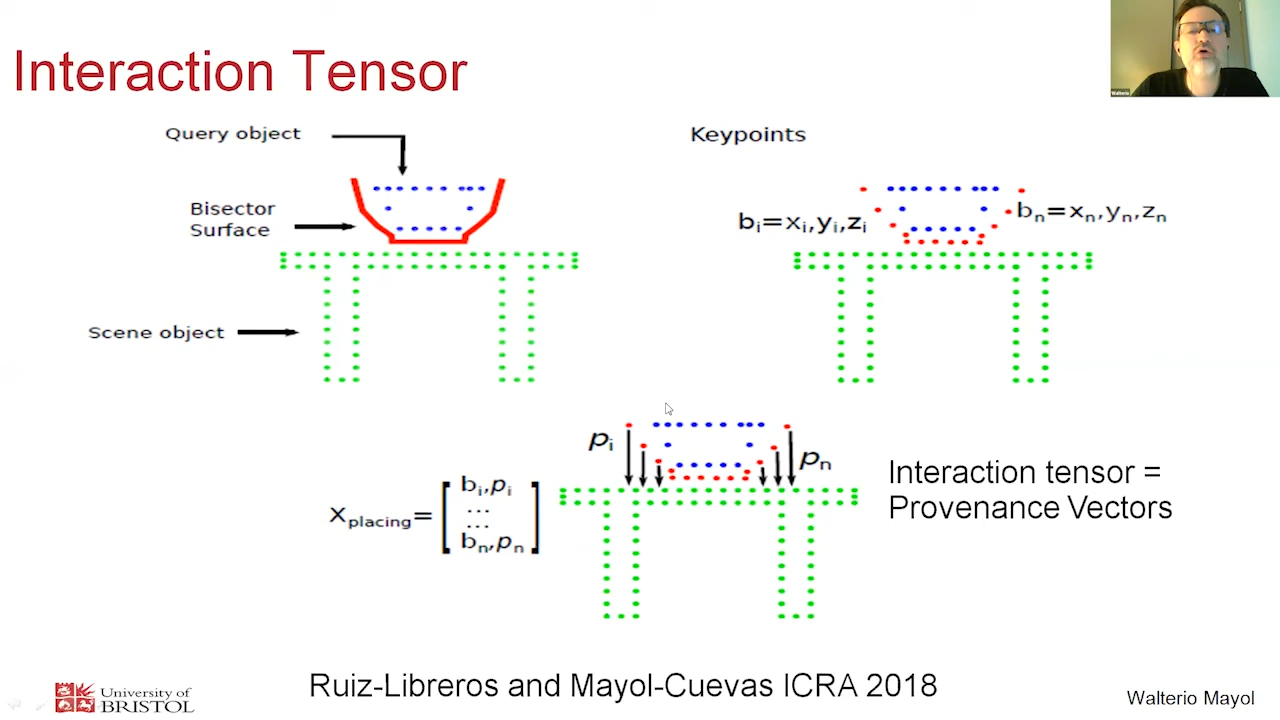 Interaction Tensor
Walterio
Query object
Bisector
Surface
Scene object
Keypoints
bᵢ=xᵢ,yᵢ,zᵢ
bₙ=xₙ,yₙ,zₙ
Xplacing=
bᵢ,pᵢ
...
...
bₙ,pₙ
pᵢ
pₙ
Interaction tensor =
Provenance Vectors
Ruiz-Libreros and Mayol-Cuevas ICRA 2018
University of
BRISTOL
Walterio Mayol